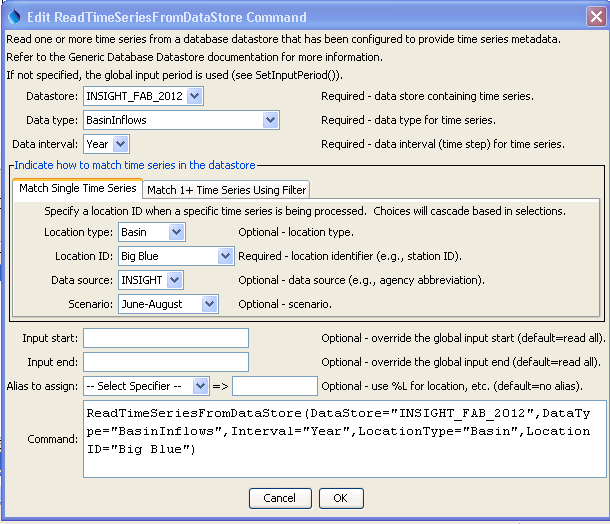 Edit ReadTimeSeriesFromDataStore Command
Read one or more time series from a database datastore that has been configured to provide time series metadata.
Refer to the Generic Database Datastore documentation for more information.
If not specified, the global input period is used (see SetInputPeriod()).
Datastore: INSIGHT_FAB_2012 Required - data store containing time series.
Data type: BasinInflows Required - data type for time series.
Data interval: Year Required - data interval (time step) for time series.
Indicate how to match time series in the datastore
Match Single Time Series Match 1+ Time Series Using Filter
Specify a location ID when a specific time series is being processed. Choices will cascade based in selections.
Location type: Basin Optional - location type.
Location ID: Big Blue Required - location identifier (e.g., station ID).
Data source: INSIGHT Optional - data source (e.g., agency abbreviation).
Scenario: June-August Optional - scenario.
Input start: Optional - override the global input start (default=read all).
Input end: Optional - override the global input end (default=read all).
Alias to assign: -- Select Specifier -- => Optional - use %L for location, etc. (default=no alias).
ReadTimeSeriesFromDataStore(DataStore="INSIGHT_FAB_2012",DataTy
pe="BasinInflows",Interval="Year",LocationType="Basin",Location
Command: ID="Big Blue")
Cancel OK